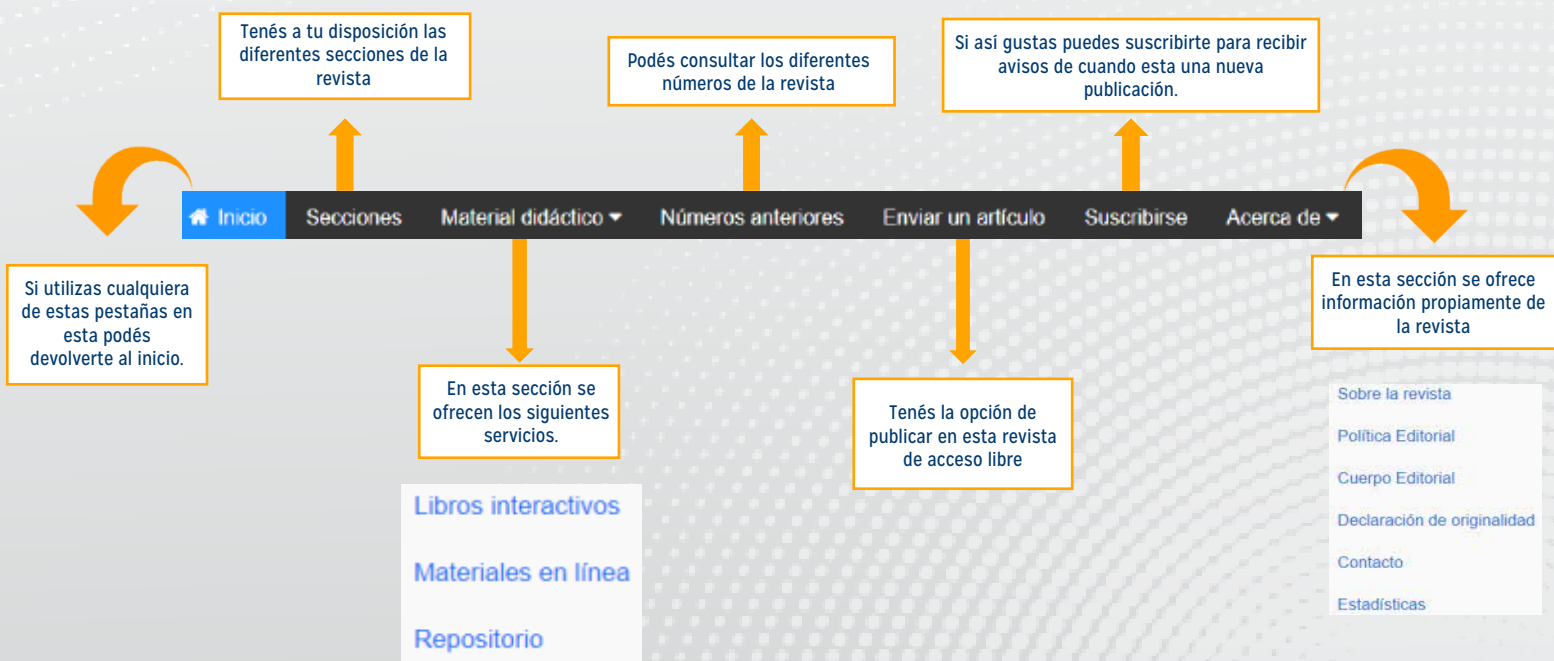 Tenés a tu disposición las
diferentes secciones de la
revista
Podés consultar los diferentes
números de la revista
Si así gustas puedes suscribirte para recibir
avisos de cuando esta una nueva
publicación.
Inicio Secciones Material didáctico Números anteriores Enviar un artículo Suscribirse Acerca de
Si utilizas cualquiera
de estas pestañas en
esta podés
devolverte al inicio.
En esta sección se
ofrecen los siguientes
servicios.
Libros interactivos
Materiales en línea
Repositorio
Tenés la opción de
publicar en esta revista
de acceso libre
En esta sección se ofrece
información propiamente de
la revista
Sobre la revista
Política Editorial
Cuerpo Editorial
Declaración de originalidad
Contacto
Estadísticas